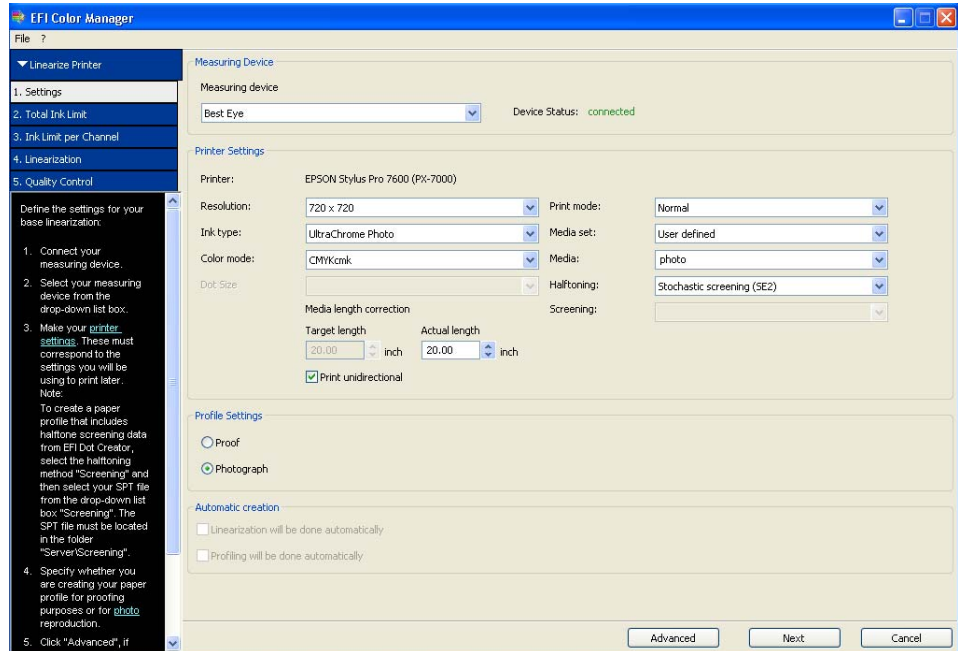 EFI Color Manager
File ?
Linearize Printer
1. Settings
2. Total Ink Limit
3. Ink Limit per Channel
4. Linearization
5. Quality Control
Define the settings for your
base linearization:
1. Connect your
measuring device.
2. Select your measuring
device from the
drop-down list box.
3. Make your printer
settings. These must
correspond to the
settings you will be
using to print later.
Note:
To create a paper
profile that includes
halftone screening data
from EFI Dot Creator,
select the halftoning
method "Screening" and
then select your SPT file
from the drop-down list
box "Screening". The
SPT file must be located
in the folder
"Server\Screening".
4. Specify whether you
are creating your paper
profile for proofing
purposes or for photo
reproduction.
5. Click "Advanced", if
Measuring Device
Measuring device
Best Eye
Device Status: connected
Printer Settings
Printer: EPSON Stylus Pro 7600 (PX-7000)
Resolution: 720 x 720 Print mode: Normal
Ink type: UltraChrome Photo Media set: User defined
Color mode: CMYKcmk Media: photo
Dot Size Halftoning: Stochastic screening (SE2)
Media length correction Screening:
Target length Actual length
20.00 inch 20.00 inch
Print unidirectional
Profile Settings
Proof
Photograph
Automatic creation
Linearization will be done automatically
Profiling will be done automatically
Advanced Next Cancel